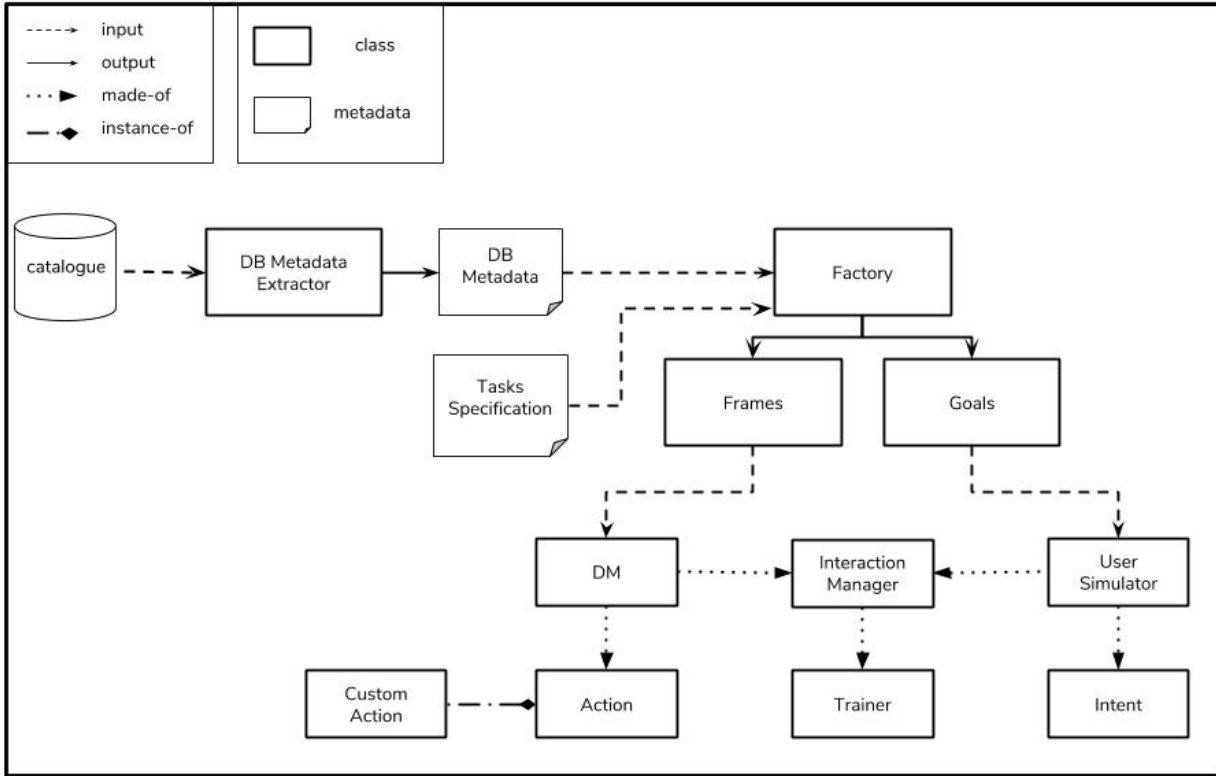 input
output
made-of
instance-of
class
metadata
catalogue
DB Metadata
Extractor
DB
Metadata
Factory
Tasks
Specification
Frames
Goals
DM
Interaction
Manager
User
Simulator
Custom
Action
Action
Trainer
Intent